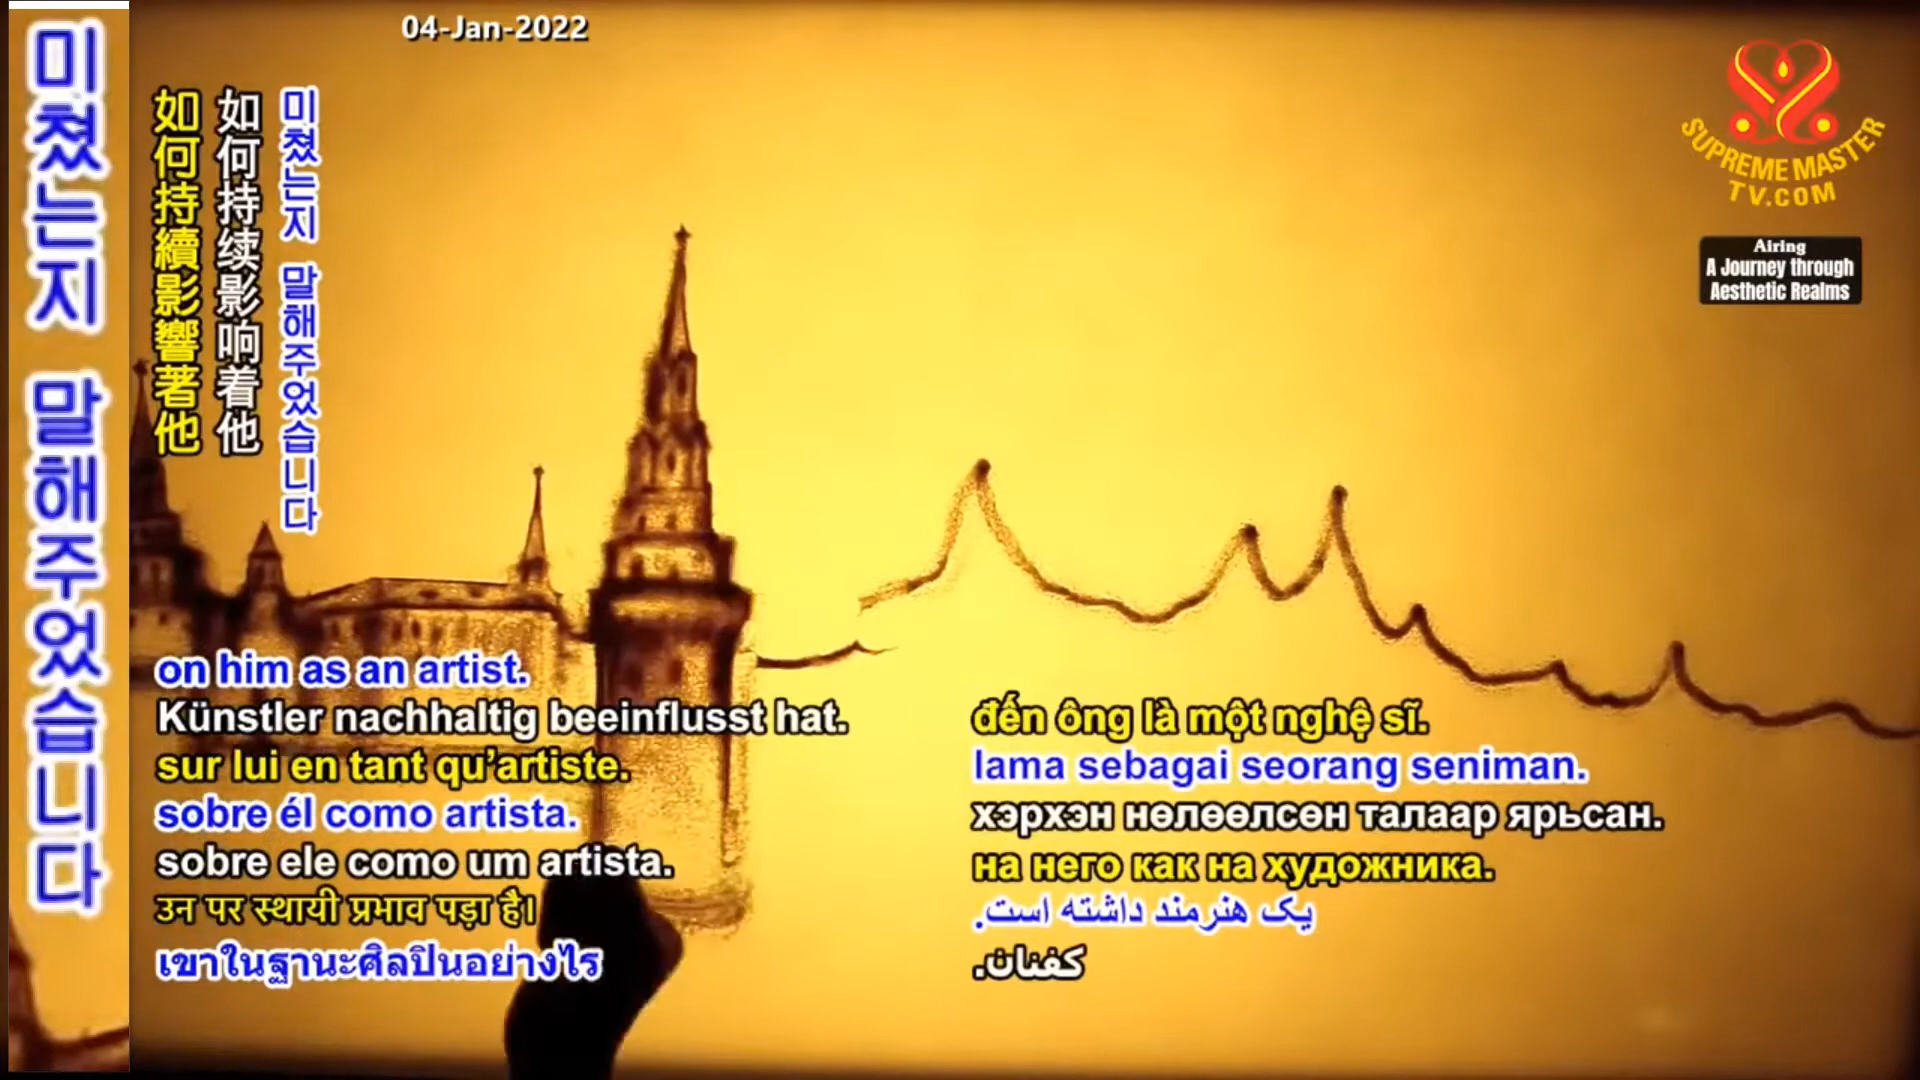 미쳤는지 말해주었습니다
04-Jan-2022
如何持續影響著他
如何持续影响着他
미쳤는지 말해주었습니다
SUPREME MASTER
TV.COM
Airing
A Journey through
Aesthetic Realms
on him as an artist.
Künstler nachhaltig beeinflusst hat.
sur lui en tant qu’artiste.
sobre él como artista.
sobre ele como um artista.
उन पर स्थायी प्रभाव पड़ा है।
เขาในฐานะศิลปินอย่างไร
đến ông là một nghệ sĩ.
lama sebagai seorang seniman.
хэрхэн нөлөөлсөн талаар ярьсан.
на него как на художника.
یک هنرمند داشته است.
كفنان.